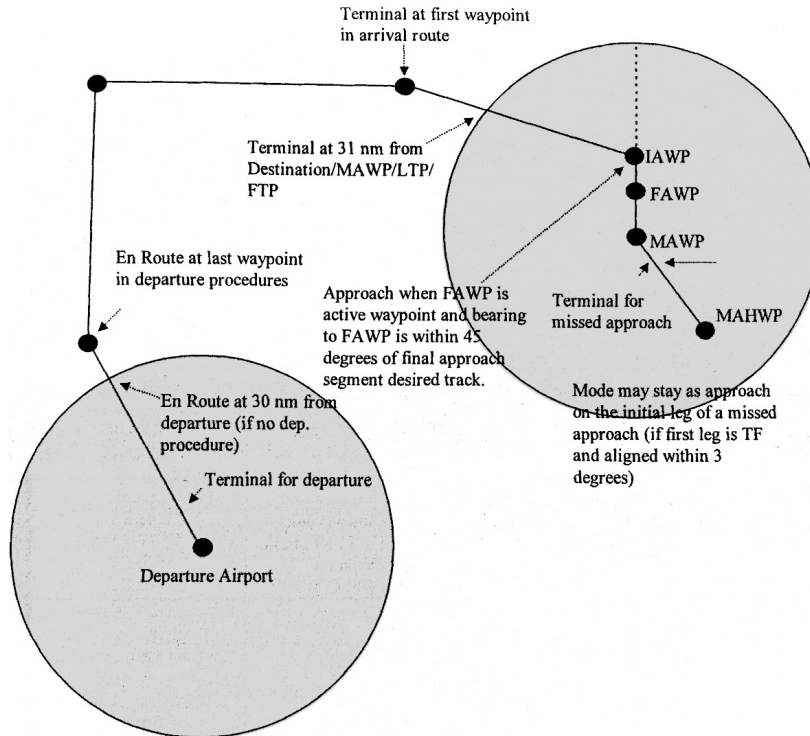 Terminal at first waypoint
in arrival route
Terminal at 31 nm from
Destination/MAWP/LTP/
FTP
IAWP
FAWP
MAWP
MAHWP
En Route at last waypoint
in departure procedures
Approach when FAWP is
active waypoint and bearing
to FAWP is within 45
degrees of final approach
segment desired track.
Terminal for
missed approach
Mode may stay as approach
on the initial leg of a missed
approach (if first leg is TF
and aligned within 3
degrees)
En Route at 30 nm from
departure (if no dep.
procedure)
Terminal for departure
Departure Airport